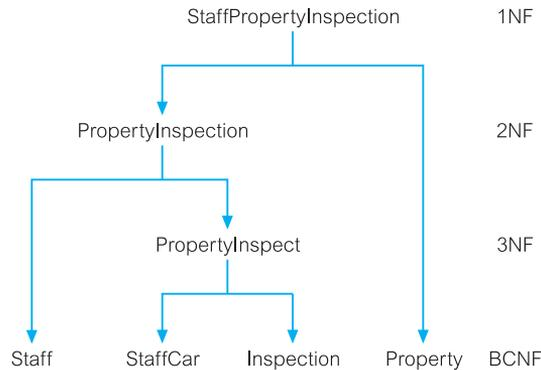 StaffPropertyInspection 1NF
PropertyInspection 2NF
PropertyInspect 3NF
Staff StaffCar Inspection Property BCNF